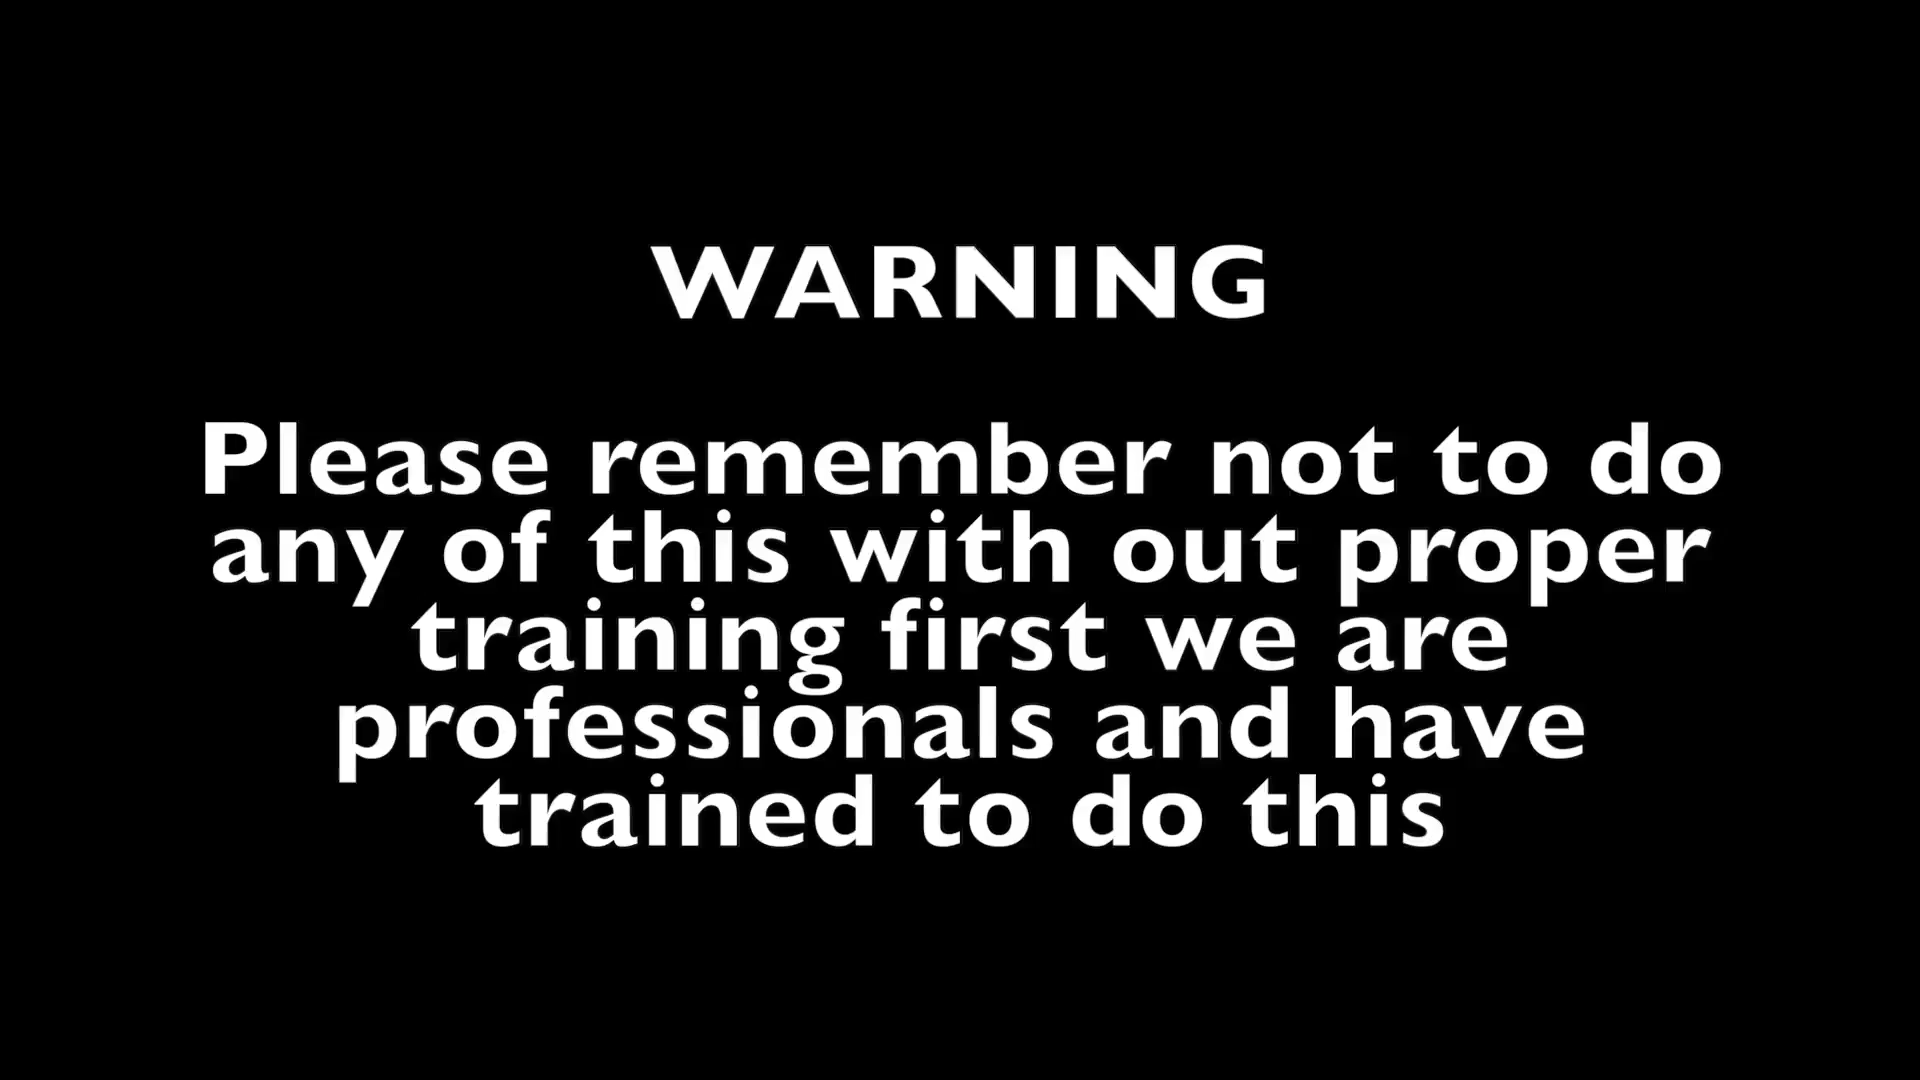 WARNING
Please remember not to do
any of this with out proper
training first we are
professionals and have
trained to do this